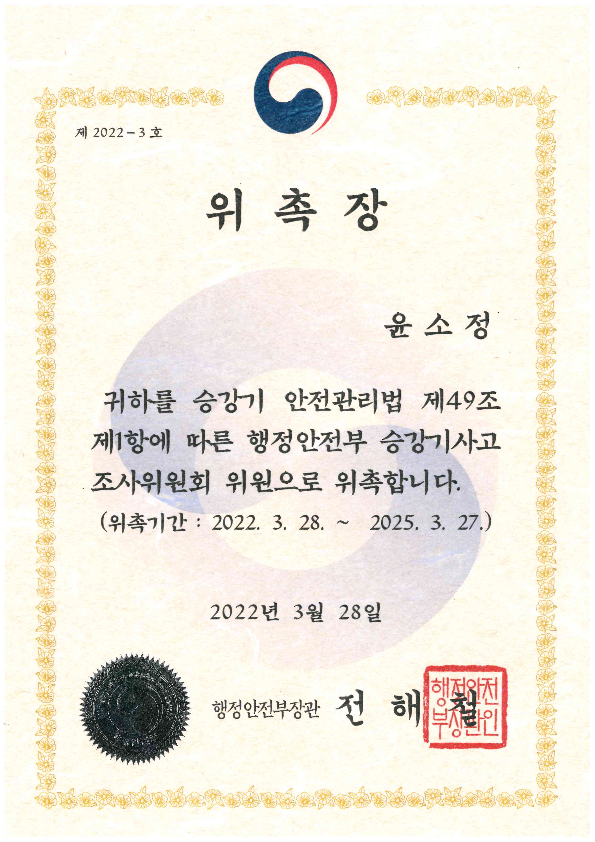 제 2022-3 호
위 촉 장
윤 소 정
귀하를 승강기 안전관리법 제49조
제1항에 따른 행정안전부 승강기사고
조사위원회 위원으로 위촉합니다.
(위촉기간 : 2022. 3. 28. ~ 2025. 3. 27.)
2022년 3월 28일
행정안전부장관 전 해 철
행정안전
부장관인